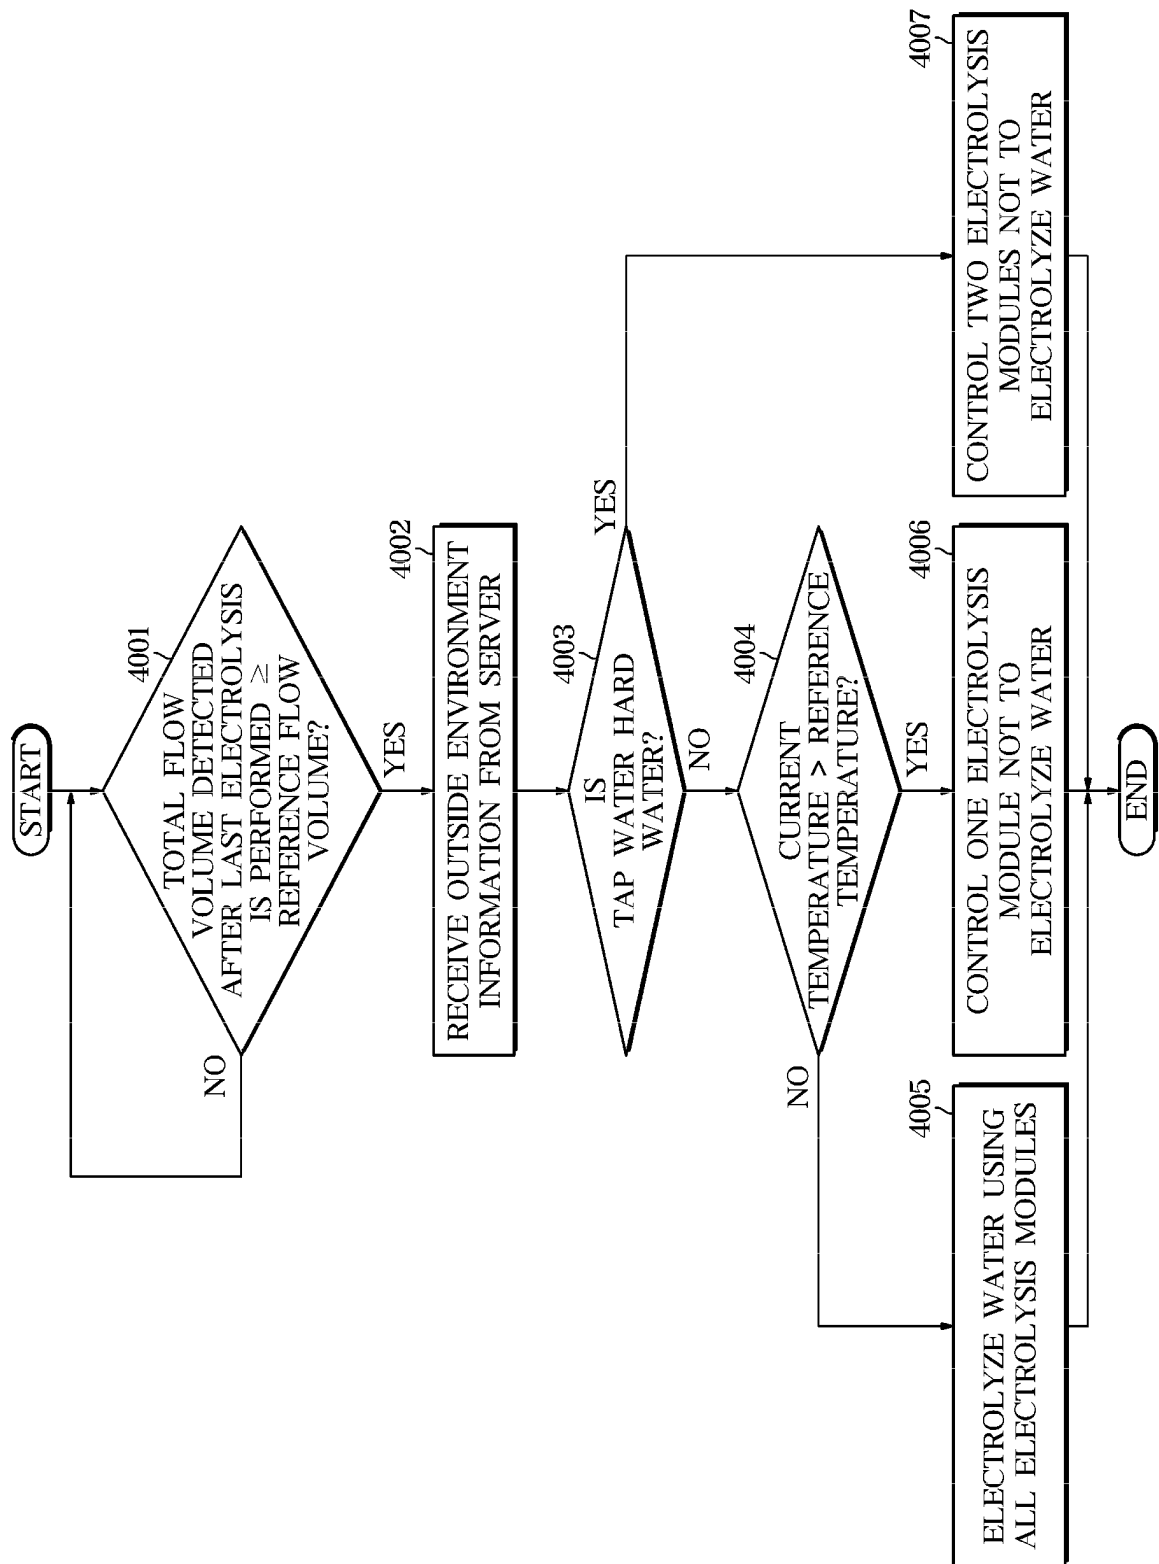 START
4001
TOTAL FLOW
VOLUME DETECTED
AFTER LAST ELECTROLYSIS
IS PERFORMED ≥
REFERENCE FLOW
VOLUME?
NO
YES
4002
RECEIVE OUTSIDE ENVIRONMENT
INFORMATION FROM SERVER
4003
IS
TAP WATER HARD
WATER?
YES
NO
4004
CURRENT
TEMPERATURE > REFERENCE
TEMPERATURE?
NO
YES
4005
ELECTROLYZE WATER USING
ALL ELECTROLYSIS MODULES
4006
CONTROL ONE ELECTROLYSIS
MODULE NOT TO
ELECTROLYZE WATER
4007
CONTROL TWO ELECTROLYSIS
MODULES NOT TO
ELECTROLYZE WATER
END